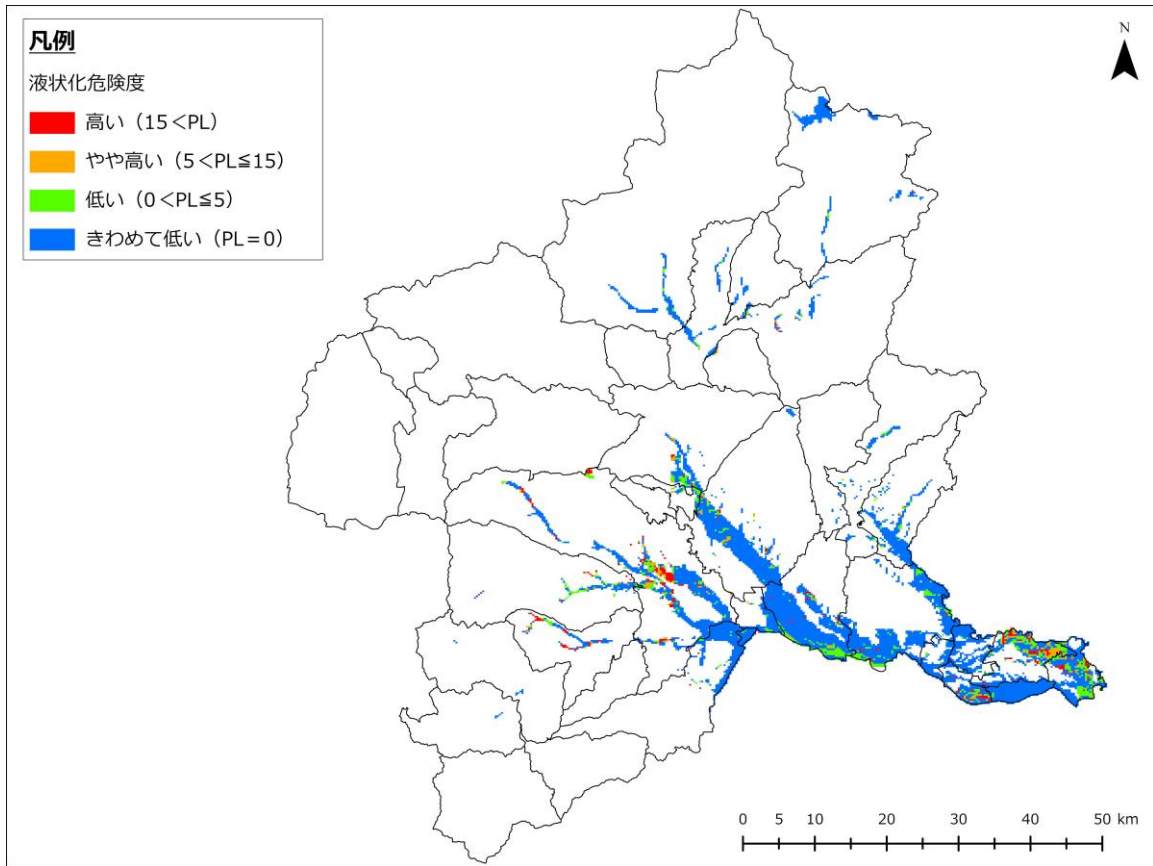 凡例
液状化危険度
高い（15＜PL）
やや高い（5＜PL≦15）
低い（0＜PL≦5）
きわめて低い（PL＝0）
N
0 5 10 20 30 40 50 km